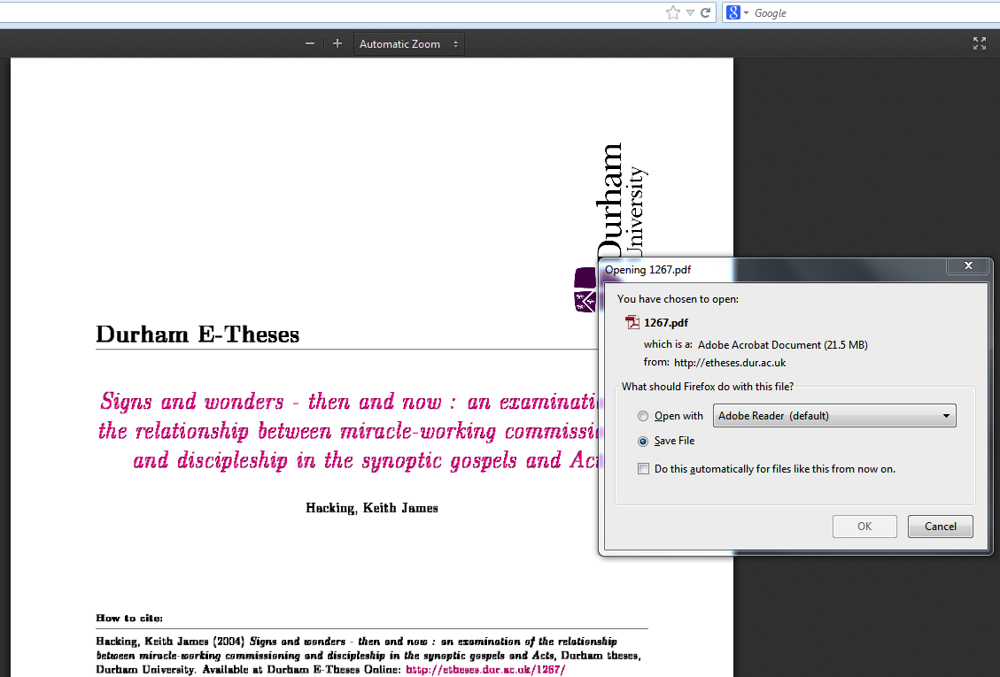 Google
Automatic Zoom
Durham
University
Durham E-Theses
Signs and wonders - then and now : an
the relationship between miracle-working
and discipleship in the synoptic gospels and
Hacking, Keith James
How to cite:
Hacking, Keith James (2004) Signs and wonders - then and now : an examination of the relationship
between miracle-working commissioning and discipleship in the synoptic gospels and Acts, Durham theses,
Durham University. Available at Durham E-Theses Online: http://etheses.dur.ac.uk/1267/
Opening 1267.pdf
X
You have chosen to open:
1267.pdf
which is a: Adobe Acrobat Document (21.5 MB)
from: http://etheses.dur.ac.uk
What should Firefox do with this file?
Open with Adobe Reader (default)
Save File
Do this automatically for files like this from now on.
OK Cancel